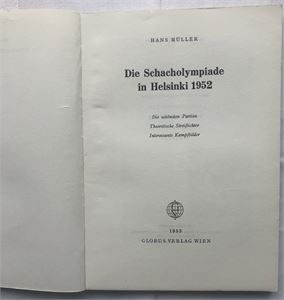 HANS MÜLLER
Die Schacholympiade
in Helsinki 1952
Die schönsten Partien
Theoretische Streiflichter
Interessante Kampfbilder
1953
GLOBUS VERLAG WIEN